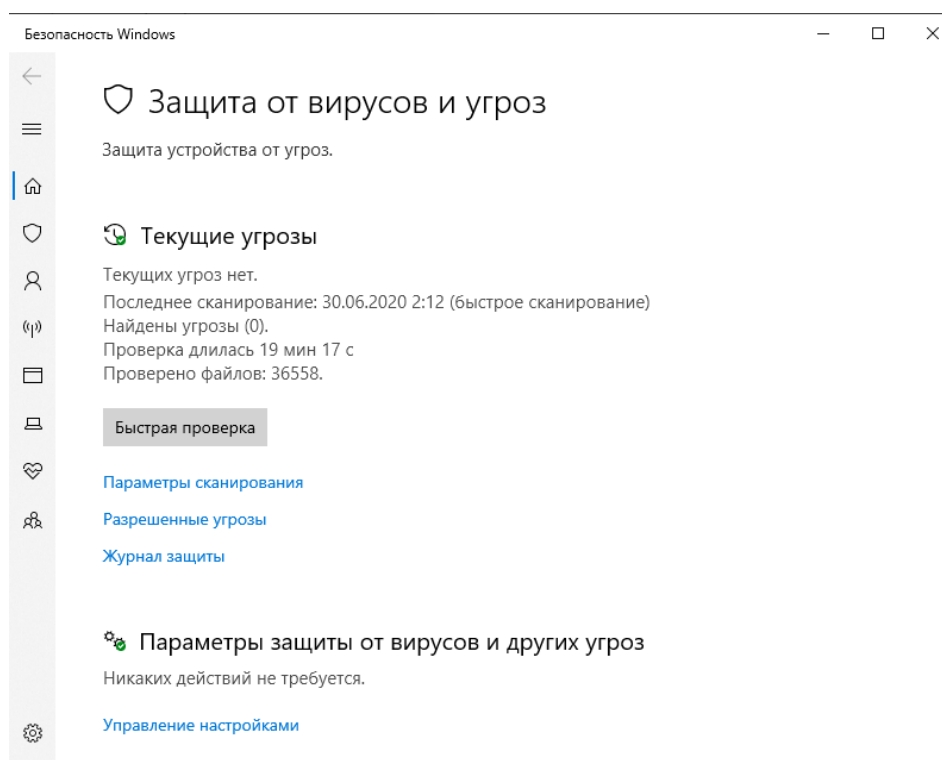 Безопасность Windows
Защита от вирусов и угроз
Защита устройства от угроз.
Текущие угрозы
Текущих угроз нет.
Последнее сканирование: 30.06.2020 2:12 (быстрое сканирование)
Найдены угрозы (0).
Проверка длилась 19 мин 17 с
Проверено файлов: 36558.
Быстрая проверка
Параметры сканирования
Разрешенные угрозы
Журнал защиты
Параметры защиты от вирусов и других угроз
Никаких действий не требуется.
Управление настройками